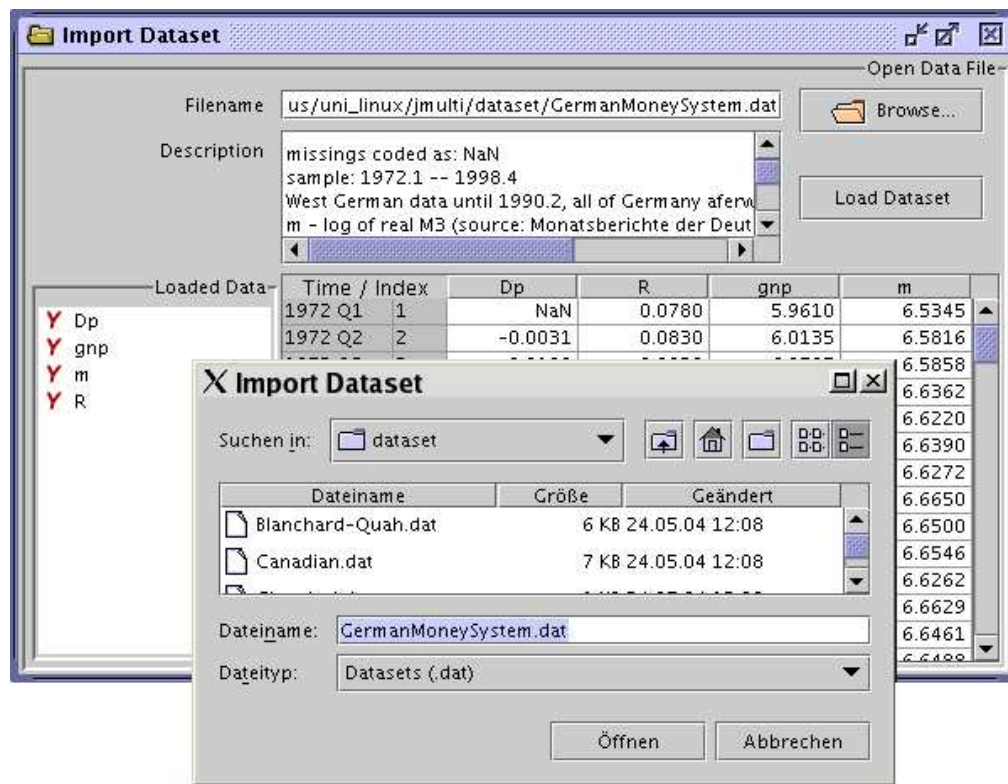 Import Dataset
Open Data File
Filename us/uni_linux/jmulti/dataset/GermanMoneySystem.dat Browse...
Description missings coded as: NaN
sample: 1972.1 -- 1998.4
West German data until 1990.2, all of Germany
m - log of real M3 (source: Monatsberichte der Deut
Load Dataset
Loaded Data
Dp
gnp
m
R
Time / Index Dp R gnp m
1972 Q1 1 NaN 0.0780 5.9610 6.5345
1972 Q2 2 -0.0031 0.0830 6.0135 6.5816
6.5858
6.6362
6.6220
6.6390
6.6272
6.6650
6.6500
6.6546
6.6262
6.6629
6.6461
Import Dataset
Suchen in: dataset
Dateiname Größe Geändert
Blanchard-Quah.dat 6 KB 24.05.04 12:08
Canadian.dat 7 KB 24.05.04 12:08
Dateiname: GermanMoneySystem.dat
Dateityp: Datasets (.dat)
Öffnen Abbrechen